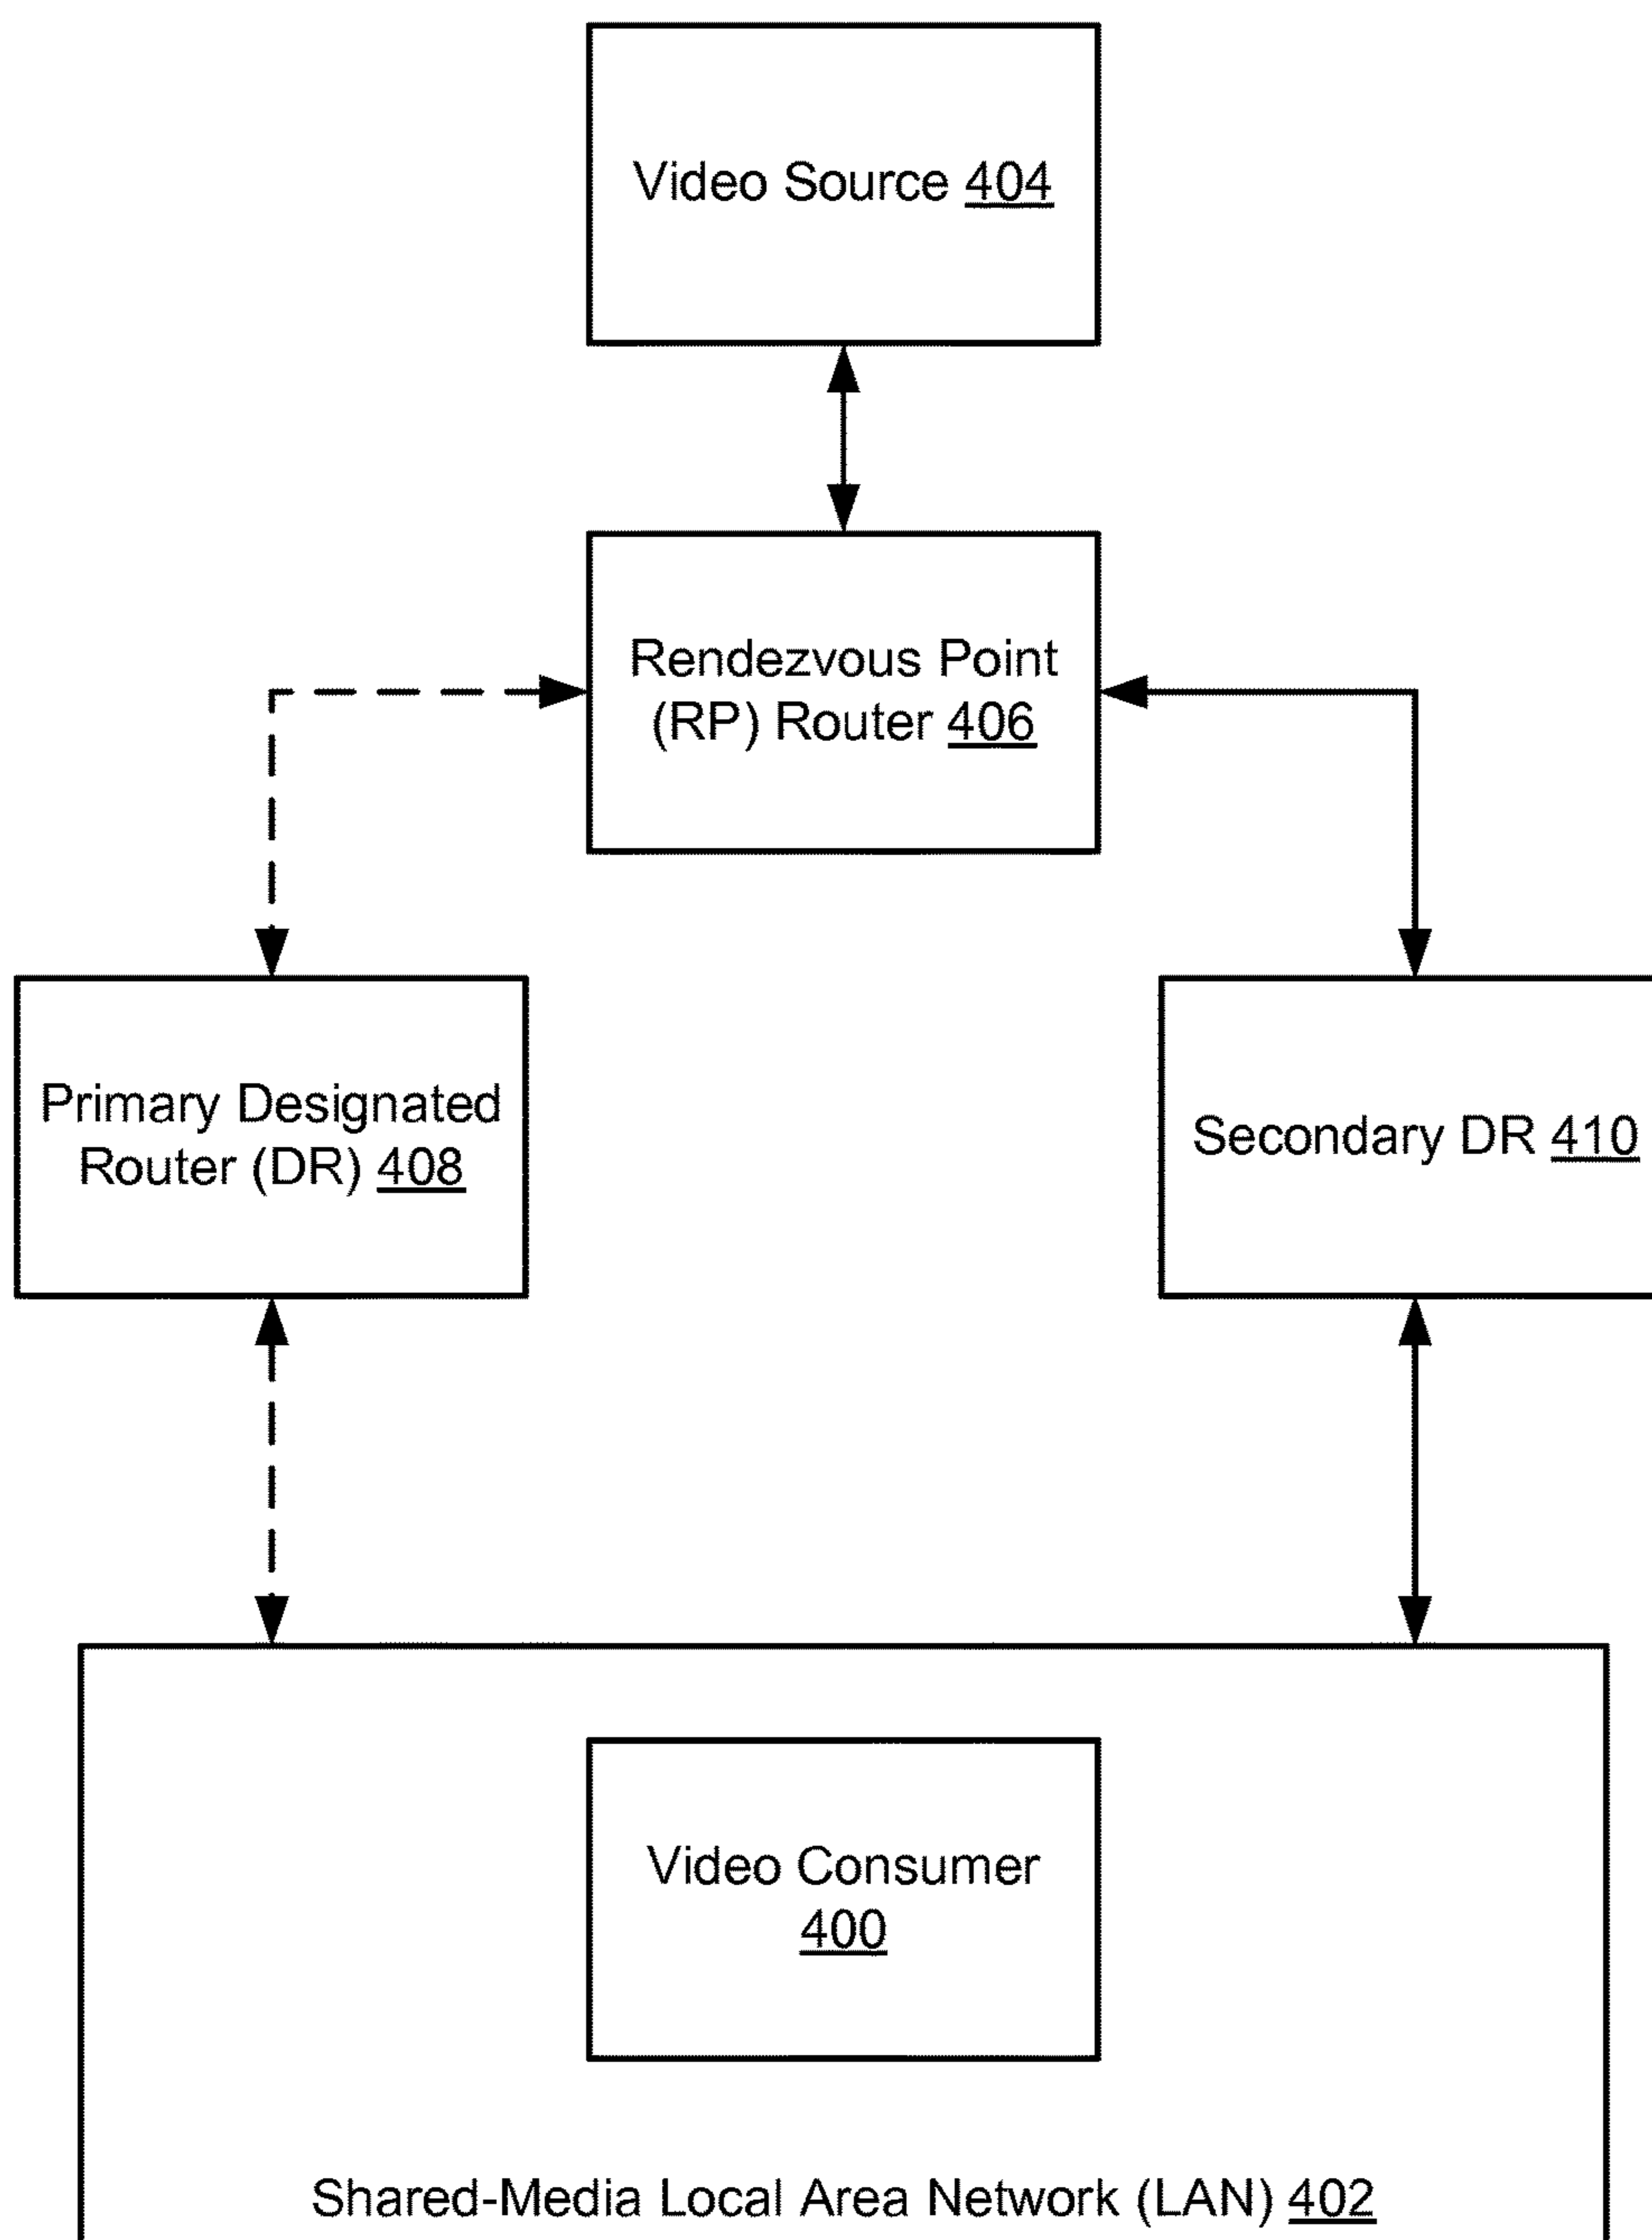 Video Source 404
Rendezvous Point
(RP) Router 406
Primary Designated
Router (DR) 408
Secondary DR 410
Video Consumer
400
Shared-Media Local Area Network (LAN) 402